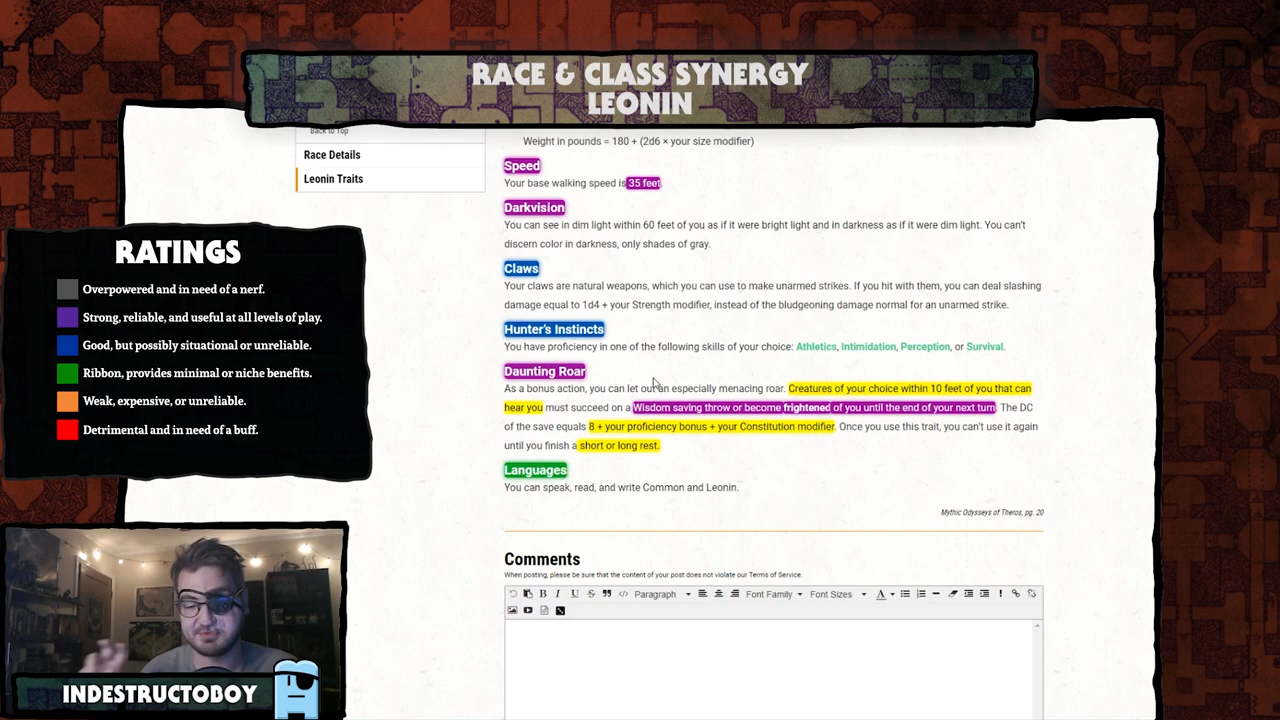 RACE & CLASS SYNERGY
LEONIN
Back to Top
Race Details
Leonin Traits
RATINGS
Overpowered and in need of a nerf.
Strong, reliable, and useful at all levels of play.
Good, but possibly situational or unreliable.
Ribbon, provides minimal or niche benefits.
Weak, expensive, or unreliable.
Detrimental and in need of a buff.
Weight in pounds = 180 + (2d6 × your size modifier)
Speed
Your base walking speed is 35 feet
Darkvision
You can see in dim light within 60 feet of you as if it were bright light and in darkness as if it were dim light. You can't
discern color in darkness, only shades of gray.
Claws
Your claws are natural weapons, which you can use to make unarmed strikes. If you hit with them, you can deal slashing
damage equal to 1d4 + your Strength modifier, instead of the bludgeoning damage normal for an unarmed strike.
Hunter's Instincts
You have proficiency in one of the following skills of your choice: Athletics, Intimidation, Perception, or Survival.
Daunting Roar
As a bonus action, you can let out an especially menacing roar. Creatures of your choice within 10 feet of you that can
hear you must succeed on a Wisdom saving throw or become frightened of you until the end of your next turn. The DC
of the save equals 8 + your proficiency bonus + your Constitution modifier. Once you use this trait, you can't use it again
until you finish a short or long rest.
Languages
You can speak, read, and write Common and Leonin.
Mythic Odysseys of Theros, pg. 20
Comments
When posting, please be sure that the content of your post does not violate our Terms of Service.
Paragraph Font Family Font Sizes
INDESTRUCTOBOY